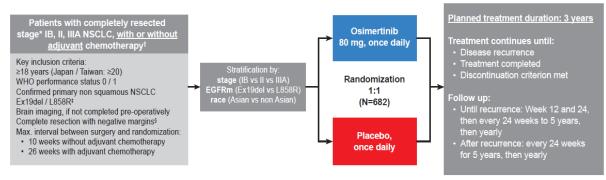 Patients with completely resected
stage* IB, II, IIIA NSCLC, with or without
adjuvant chemotherapy†
Key inclusion criteria:
≥18 years (Japan / Taiwan: ≥20)
WHO performance status 0 / 1
Confirmed primary non squamous NSCLC
Ex19del / L858R‡
Brain imaging, if not completed pre-operatively
Complete resection with negative margins§
Max. interval between surgery and randomization:
• 10 weeks without adjuvant chemotherapy
• 26 weeks with adjuvant chemotherapy
Stratification by:
stage (IB vs II vs IIIA)
EGFRm (Ex19del vs L858R)
race (Asian vs non Asian)
Osimertinib
80 mg, once daily
Randomization
1:1
(N=682)
Placebo,
once daily
Planned treatment duration: 3 years
Treatment continues until:
• Disease recurrence
• Treatment completed
• Discontinuation criterion met
Follow up:
• Until recurrence: Week 12 and 24,
then every 24 weeks to 5 years,
then yearly
• After recurrence: every 24 weeks
for 5 years, then yearly